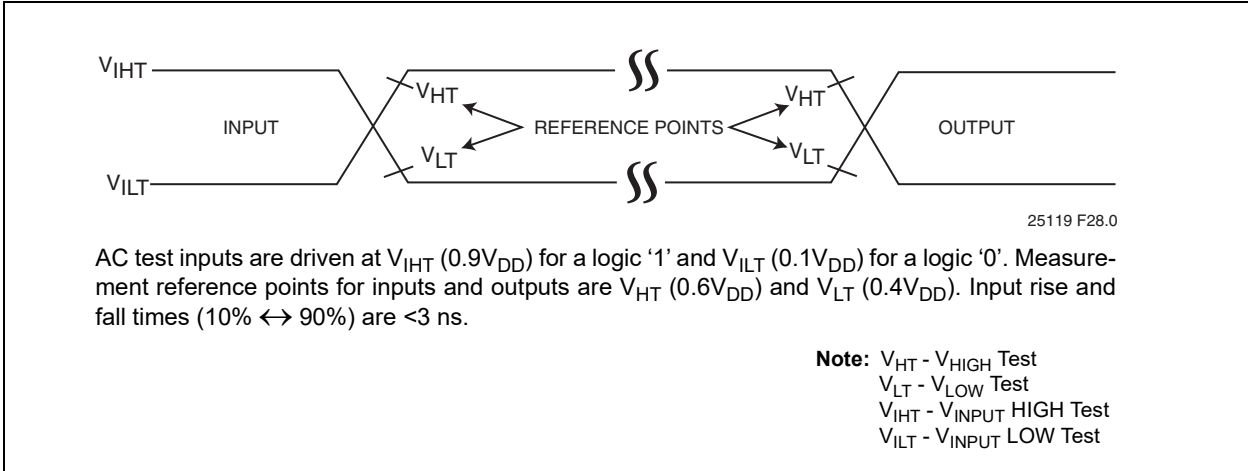 VIHT
VHT
VHT
INPUT
REFERENCE POINTS
OUTPUT
VLT
VLT
VILT
25119 F28.0
AC test inputs are driven at VIHT (0.9VDD) for a logic ‘1’ and VILT (0.1VDD) for a logic ‘0’. Measure-
ment reference points for inputs and outputs are VHT (0.6VDD) and VLT (0.4VDD). Input rise and
fall times (10% ↔ 90%) are <3 ns.
Note: VHT - VHIGH Test
VLT - VLOW Test
VIHT - VINPUT HIGH Test
VILT - VINPUT LOW Test